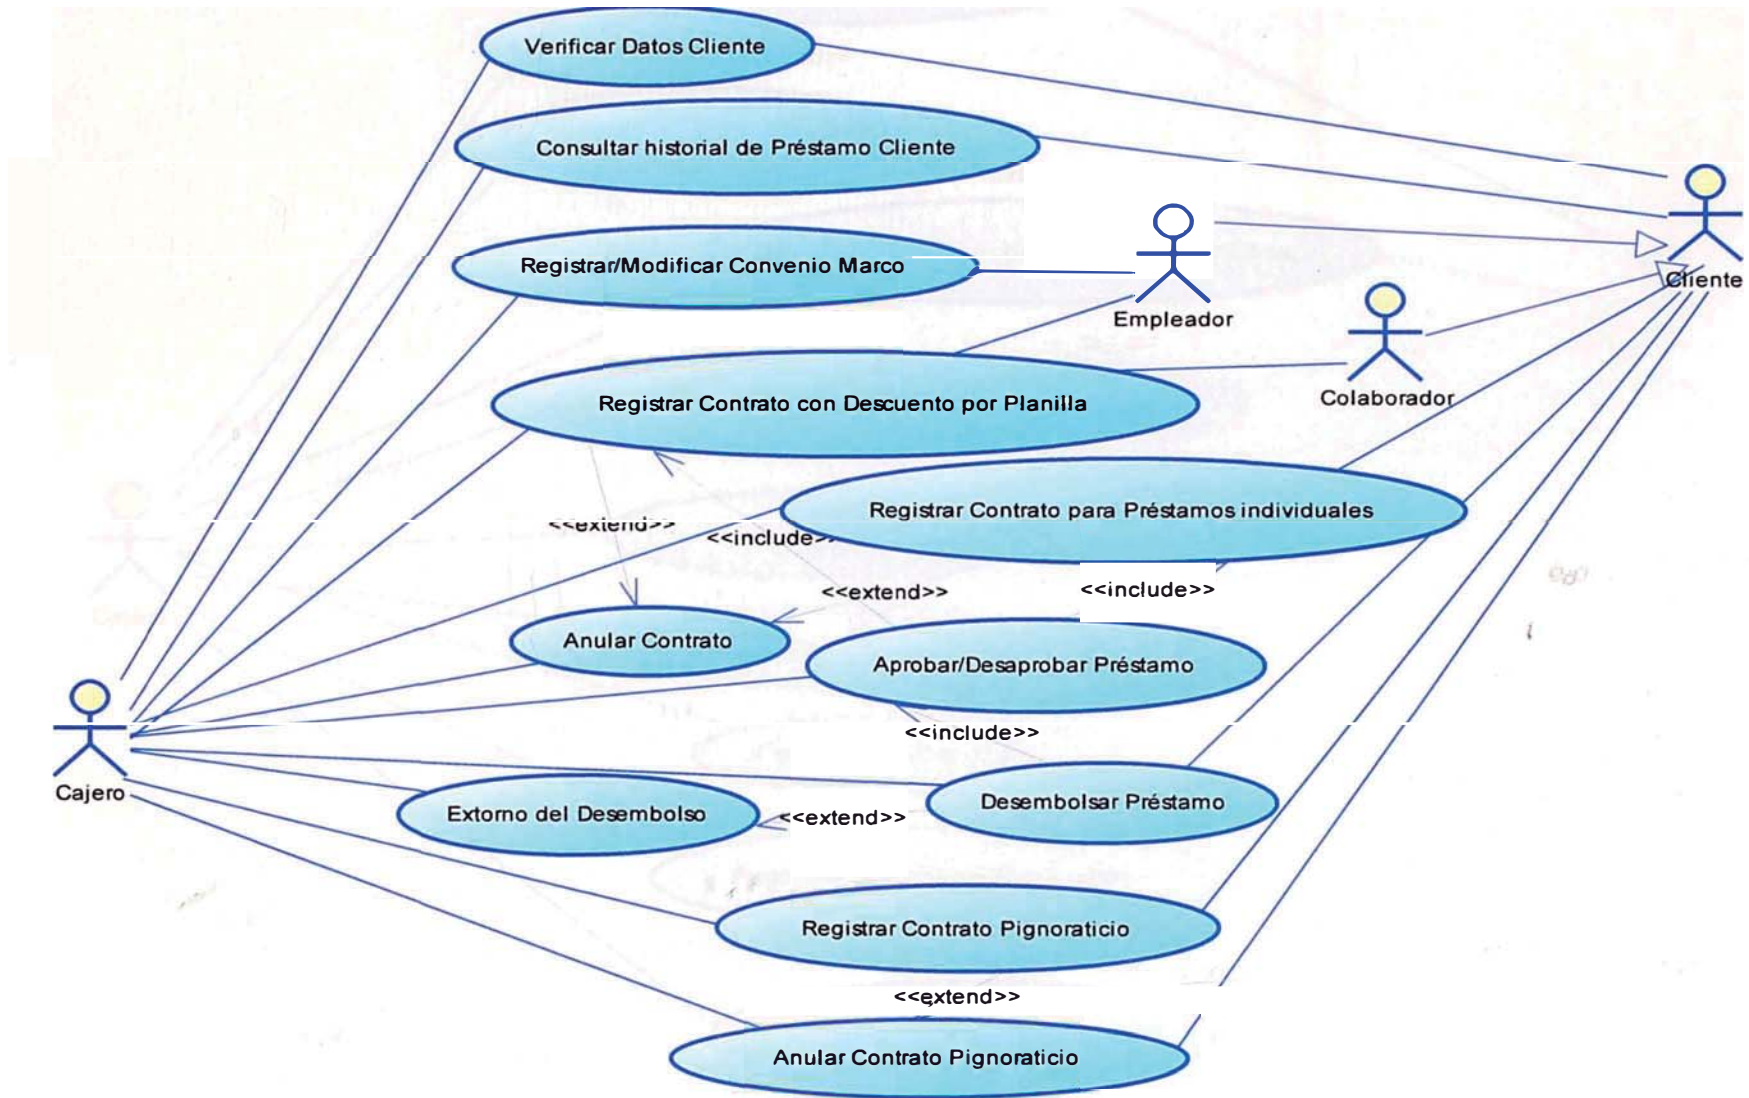 Verificar Datos Cliente
Consultar historial de Préstamo Cliente
Registrar/Modificar Convenio Marco
Cliente
Empleador
Colaborador
Registrar Contrato con Descuento por Planilla
Registrar Contrato para Préstamos individuales
<<extend>>
<<include>>
<<extend>>
<<include>>
Anular Contrato
Aprobar/Desaprobar Préstamo
<<include>>
Cajero
Extorno del Desembolso
<<extend>>
Desembolsar Préstamo
Registrar Contrato Pignoraticio
<<extend>>
Anular Contrato Pignoraticio